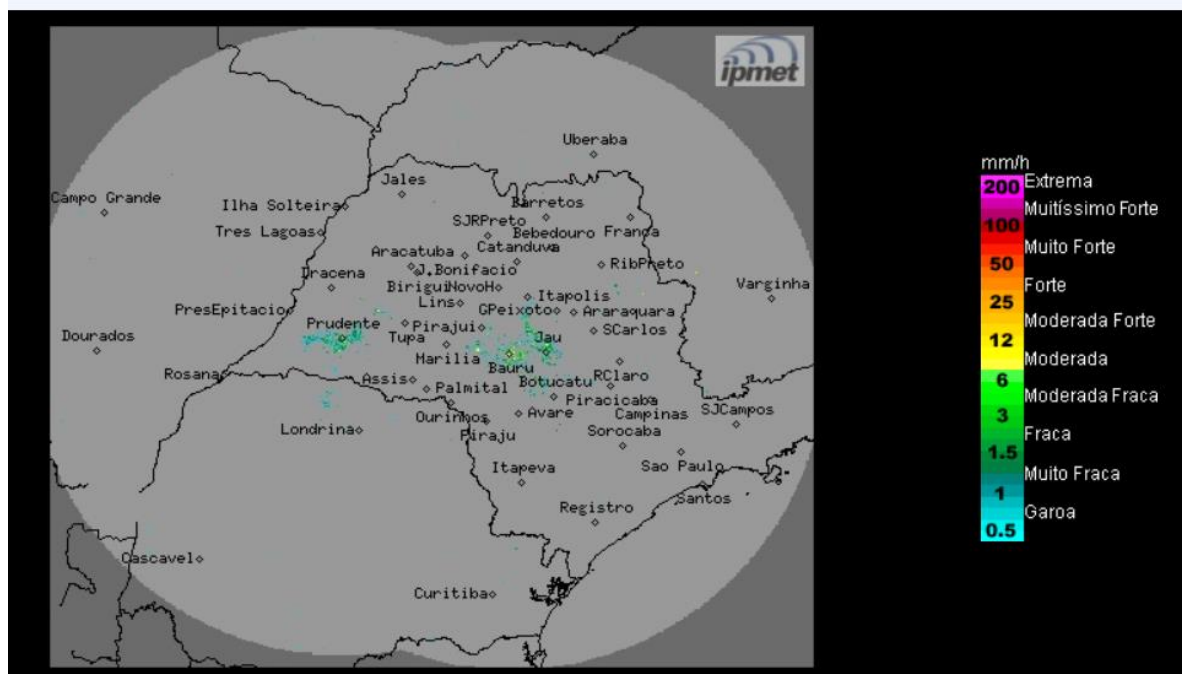 ipmet
Uberaba
Jales
Campo Grande
Ilha Solteira
Barretos
SJRPreto
Tres Lagoas
Bebedouro
Franca
Catanduva
Aracatuba
J.Bonifacio
RibPreto
Dracena
Birigui
NovoH
Varginha
Itapolis
Lins
PresEpitacio
GPeixoto
Araraquara
Prudente
Pirajui
SCarlos
Dourados
Tupa
Jau
Marilia
Bauru
Rosana
Assis
Botucatu
RClaro
Palmital
Piracicaba
SJCampos
Ourinhos
Avare
Campinas
Londrina
Piraju
Sorocaba
Itapeva
Sao Paulo
Santos
Registro
Cascavel
Curitiba
mm/h
200 Extrema
Muitíssimo Forte
100
Muito Forte
50
Forte
25
Moderada Forte
12
Moderada
6
Moderada Fraca
3
Fraca
1.5
Muito Fraca
1
Garoa
0.5